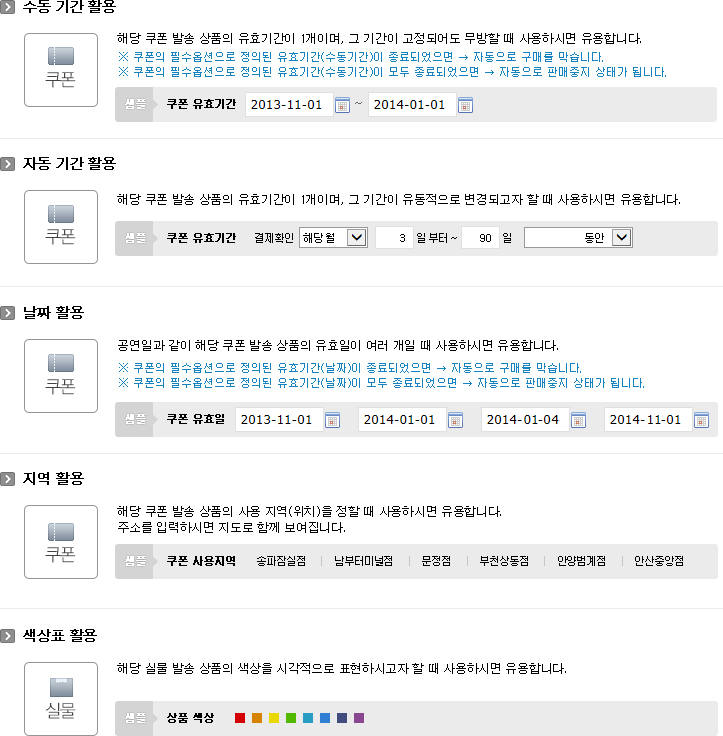 수동 기간 활용
쿠폰
해당 쿠폰 발송 상품의 유효기간이 1개이며, 그 기간이 고정되어도 무방할 때 사용하시면 유용합니다.
※ 쿠폰의 필수옵션으로 정의된 유효기간(수동기간)이 종료되었으면 → 자동으로 구매를 막습니다.
※ 쿠폰의 필수옵션으로 정의된 유효기간(수동기간)이 모두 종료되었으면 → 자동으로 판매중지 상태가 됩니다.
샘플 쿠폰 유효기간 2013-11-01 ~ 2014-01-01
자동 기간 활용
쿠폰
해당 쿠폰 발송 상품의 유효기간이 1개이며, 그 기간이 유동적으로 변경되고자 할 때 사용하시면 유용합니다.
샘플 쿠폰 유효기간 결제확인 해당월 3 일부터~ 90 일 동안
날짜 활용
쿠폰
공연일과 같이 해당 쿠폰 발송 상품의 유효일이 여러 개일 때 사용하시면 유용합니다.
※ 쿠폰의 필수옵션으로 정의된 유효기간(날짜)이 종료되었으면 → 자동으로 구매를 막습니다.
※ 쿠폰의 필수옵션으로 정의된 유효기간(날짜)이 모두 종료되었으면 → 자동으로 판매중지 상태가 됩니다.
샘플 쿠폰 유효일 2013-11-01 2014-01-01 2014-01-04 2014-11-01
지역 활용
쿠폰
해당 쿠폰 발송 상품의 사용 지역(위치)을 정할 때 사용하시면 유용합니다.
주소를 입력하시면 지도로 함께 보여집니다.
샘플 쿠폰 사용지역 송파잠실점 | 남부터미널점 | 문정점 | 부천상동점 | 안양범계점 | 안산중앙점
색상표 활용
실물
해당 실물 발송 상품의 색상을 시각적으로 표현하시고자 할 때 사용하시면 유용합니다.
샘플 상품 색상